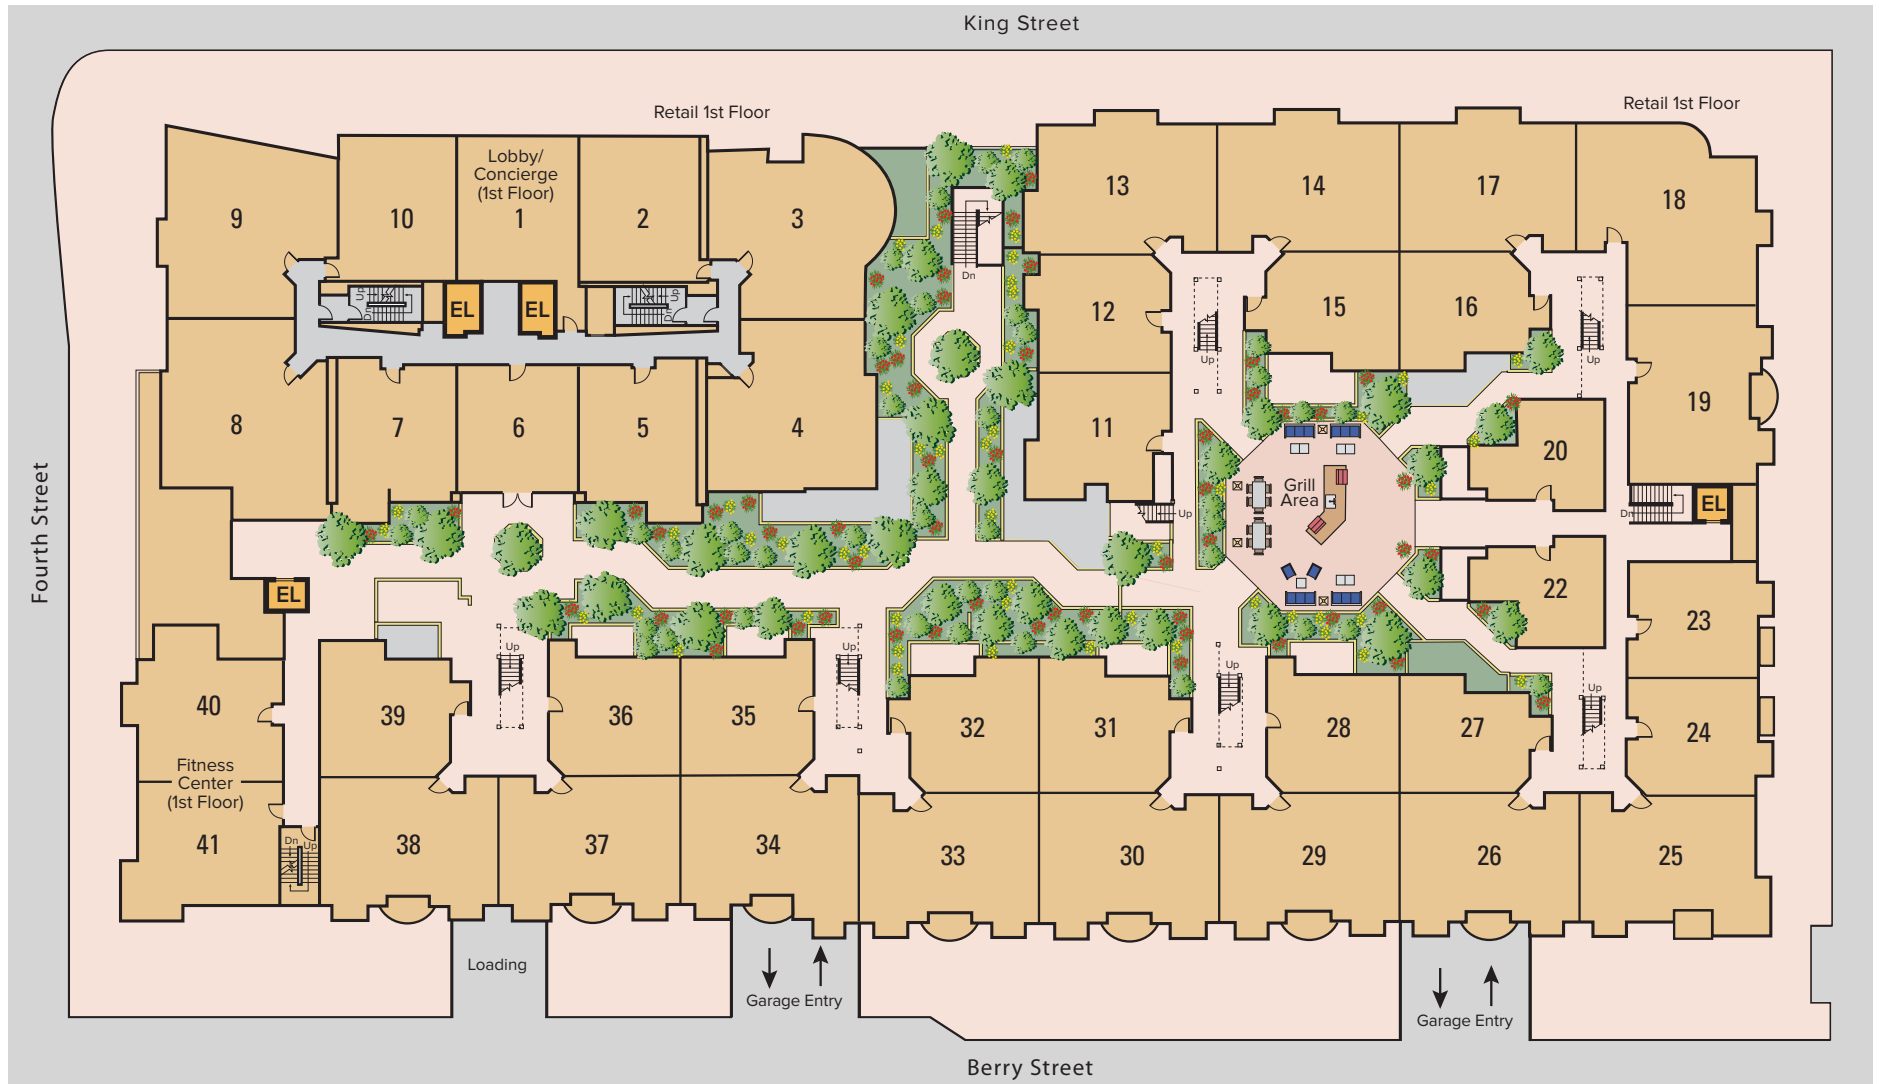 King Street
Retail 1st Floor
Retail 1st Floor
Fourth Street
9
10
Lobby/
Concierge
(1st Floor)
1
2
3
13
14
17
18
Dn
Up
Dn
EL
EL
Up
Dn
12
15
16
Up
Up
8
7
6
5
4
11
19
20
Grill
Area
Up
Dn
EL
EL
22
23
Up
Up
Up
Up
40
39
36
35
32
31
28
27
24
Fitness
Center
(1st Floor)
41
Dn
Up
38
37
34
33
30
29
26
25
Loading
Garage Entry
Garage Entry
Berry Street